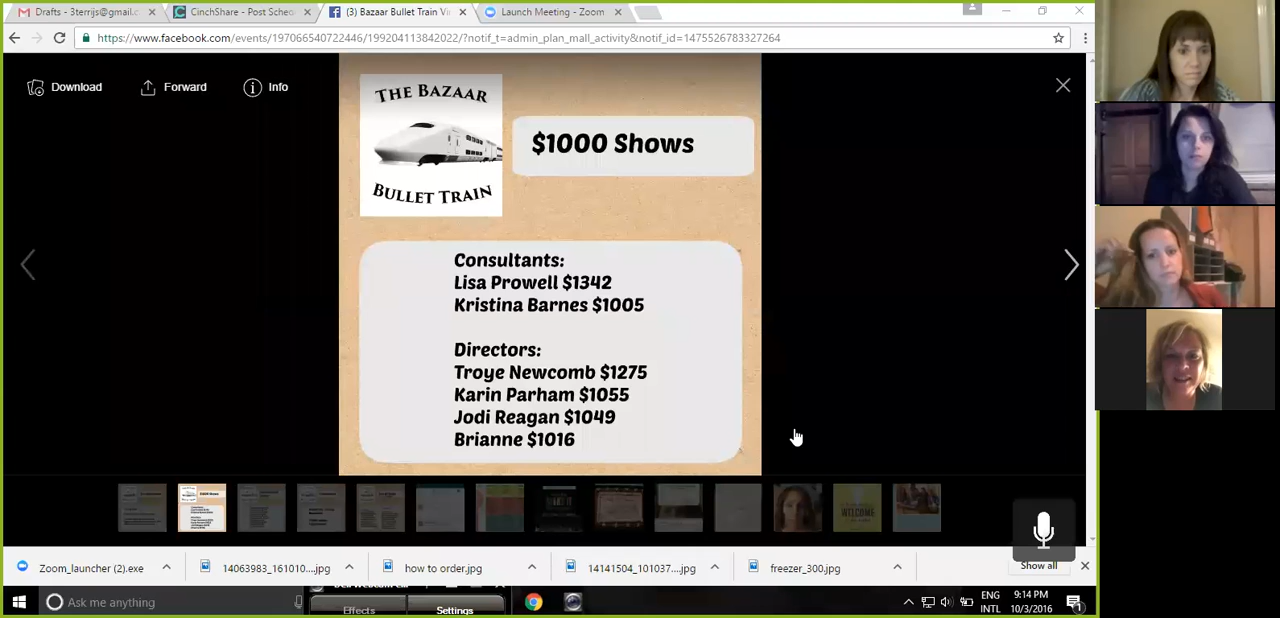 Drafts - 3terrijs@gmail.c
CinchShare - Post Schedu
(3) Bazaar Bullet Train Vir
Launch Meeting - Zoom
https://www.facebook.com/events/197066540722446/199204113842022/?notif_t=admin_plan_mall_activity&notif_id=1475526783327264
Download
Forward
Info
THE BAZAAR
BULLET TRAIN
$1000 Shows
Consultants:
Lisa Prowell $1342
Kristina Barnes $1005
Directors:
Troye Newcomb $1275
Karin Parham $1055
Jodi Reagan $1049
Brianne $1016
WELCOME
Zoom_launcher (2).exe
14063983_161010....jpg
how to order.jpg
14141504_101037....jpg
freezer_300.jpg
Show all
Ask me anything
Effects
Settings
ENG
INTL
9:14 PM
10/3/2016
1